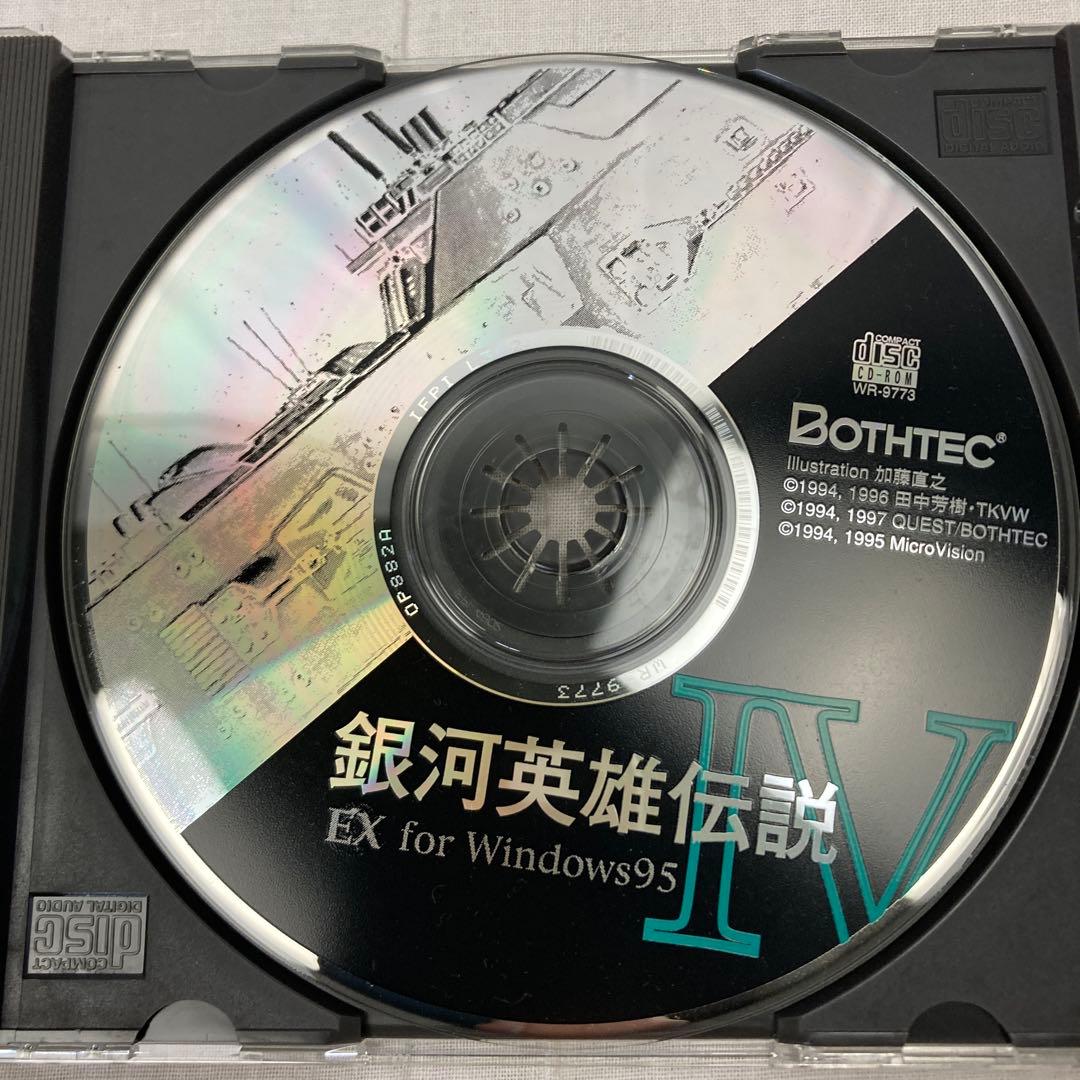 COMPACT
disc
DIGITAL AUDIO
COMPACT
disc
CD-ROM
WR-9773
BOTHTEC®
Illustration 加藤直之
©1994, 1996 田中芳樹・TKVW
©1994, 1997 QUEST/BOTHTEC
©1994, 1995 MicroVision
IFPI L
OP882A
WR-9773
銀河英雄伝説
IV
EX for Windows95
COMPACT
disc
DIGITAL AUDIO